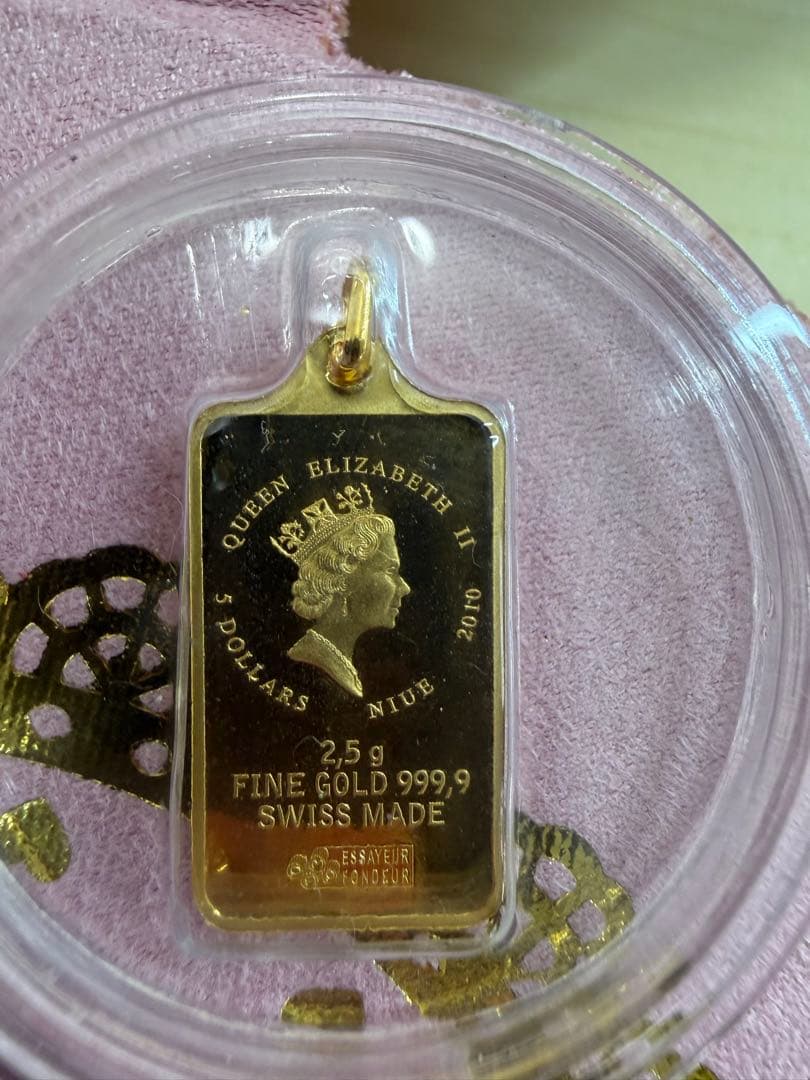 QUEEN ELIZABETH II
5 DOLLARS
NIUE
2010
2,5 g
FINE GOLD 999,9
SWISS MADE
ESSAYEUR
FONDEUR